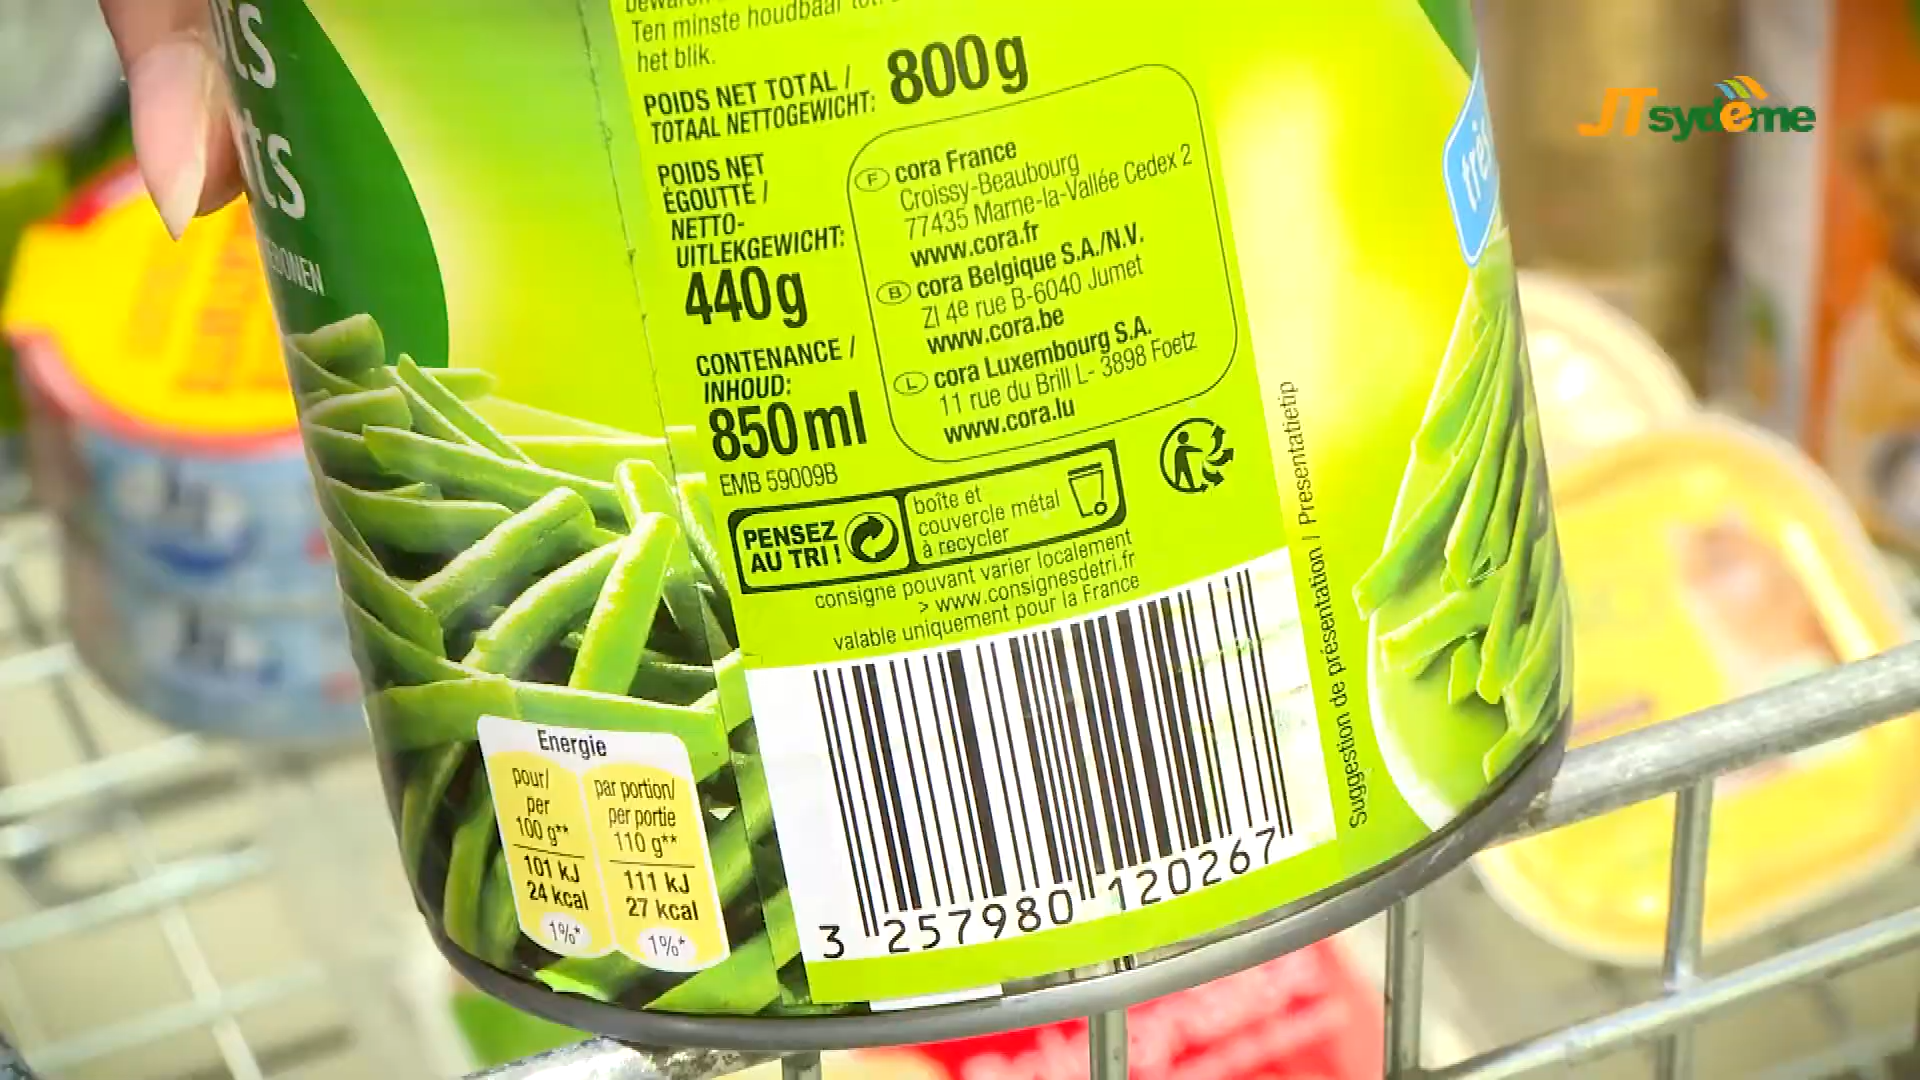 Ten minste houdbaar
het blik.
POIDS NET TOTAL /
TOTAAL NETTOGEWICHT:
800g
POIDS NET
ÉGOUTTÉ /
NETTO-
UITLEKGEWICHT:
440g
CONTENANCE /
INHOUD:
850ml
EMB 59009B
F cora France
Croissy-Beaubourg
77435 Marne-la-Vallée Cedex 2
www.cora.fr
B cora Belgique S.A./N.V.
ZI 4e rue B-6040 Jumet
www.cora.be
L cora Luxembourg S.A.
11 rue du Brill L- 3898 Foetz
www.cora.lu
PENSEZ
AU TRI !
boîte et
couvercle métal
à recycler
consigne pouvant varier localement
> www.consignesdetri.fr
valable uniquement pour la France
Suggestion de présentation / Presentatietip
3 257980 120267
Energie
pour/
per
100 g**
101 kJ
24 kcal
1%*
par portion/
per portie
110 g**
111 kJ
27 kcal
1%*
très
JTsydeme